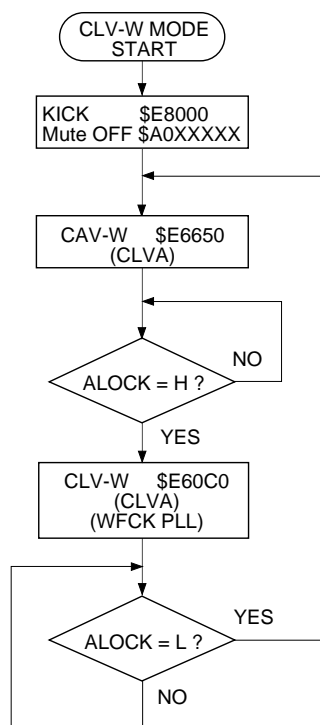 CLV-W MODE
START
KICK $E8000
Mute OFF $A0XXXXX
CAV-W $E6650
(CLVA)
ALOCK = H ?
NO
YES
CLV-W $E60C0
(CLVA)
(WFCK PLL)
ALOCK = L ?
YES
NO